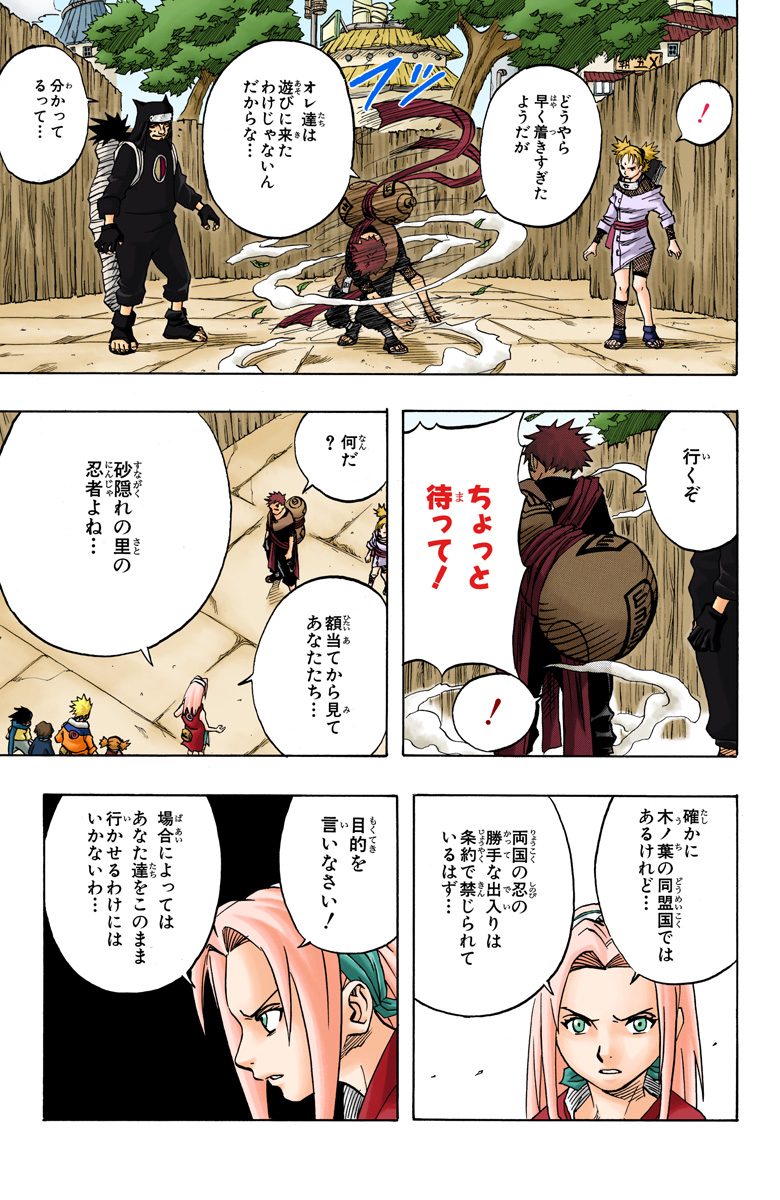 ！
どうやら
早く着きすぎた
ようだが
フッ
オレ達は
遊びに来た
わけじゃないん
だからな…
分かって
るって…
行くぞ
ちょっと
待って！
！
何だ
？
額当てから見て
あなたたち…
砂隠れの里の
忍者よね…
確かに
木ノ葉の同盟国では
あるけれど…
両国の忍の
勝手な出入りは
条約で禁じられて
いるはず…
目的を
言いなさい！
場合によっては
あなた達をこのまま
行かせるわけには
いかないわ…